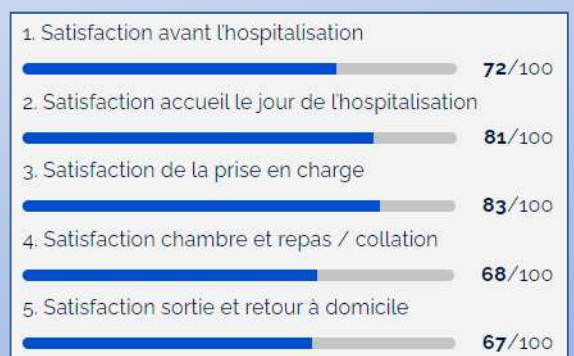 1. Satisfaction avant l'hospitalisation
72/100
2. Satisfaction accueil le jour de l'hospitalisation
81/100
3. Satisfaction de la prise en charge
83/100
4. Satisfaction chambre et repas / collation
68/100
5. Satisfaction sortie et retour à domicile
67/100